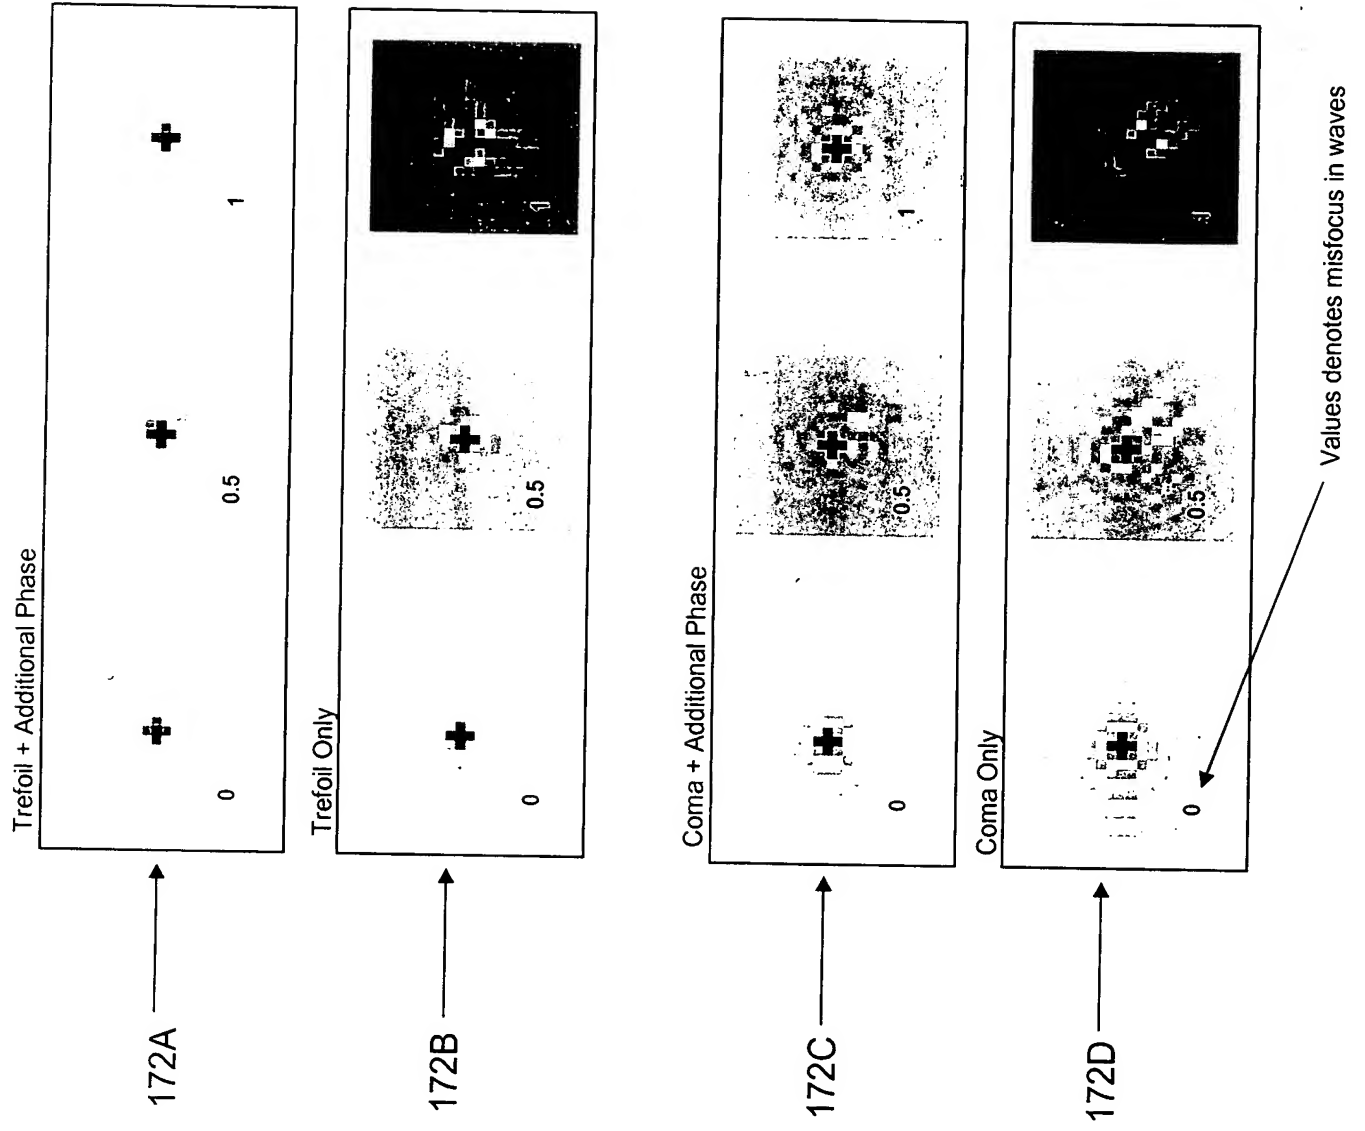 Trefoil + Additional Phase
172A
0
0.5
1
Trefoil Only
172B
0
0.5
1
Coma + Additional Phase
172C
0
0.5
1
Coma Only
172D
0
0.5
Values denotes misfocus in waves